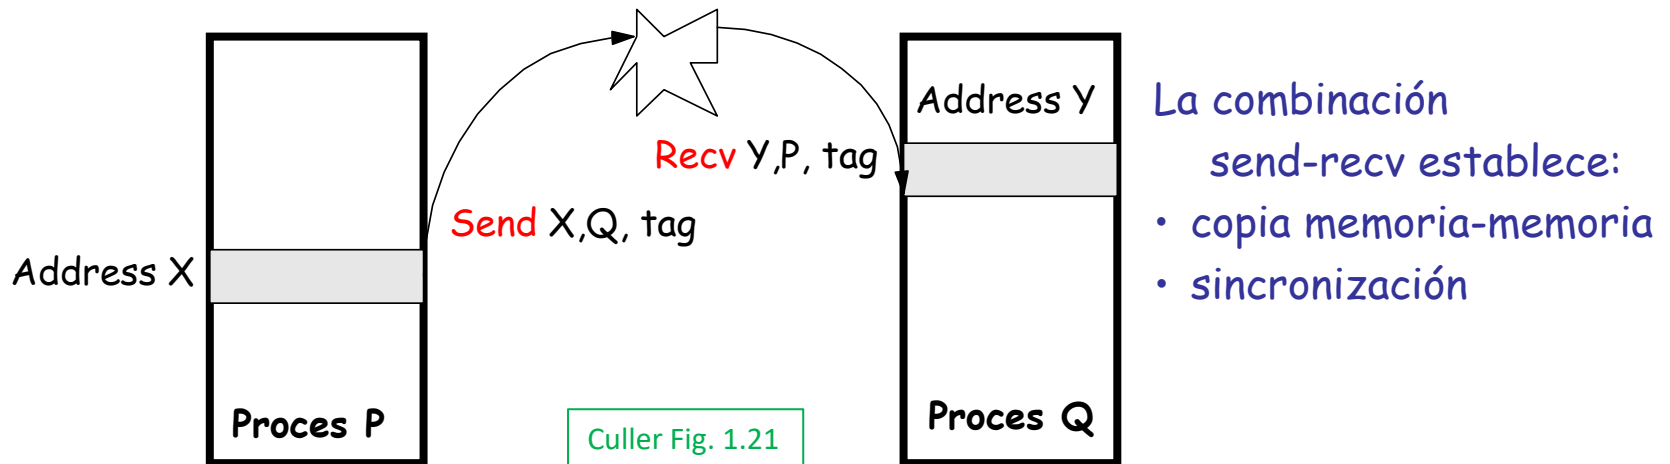 Address X
Proces P
Send X,Q, tag
Recv Y,P, tag
Culler Fig. 1.21
Address Y
Proces Q
La combinación
send-recv establece:
• copia memoria-memoria
• sincronización